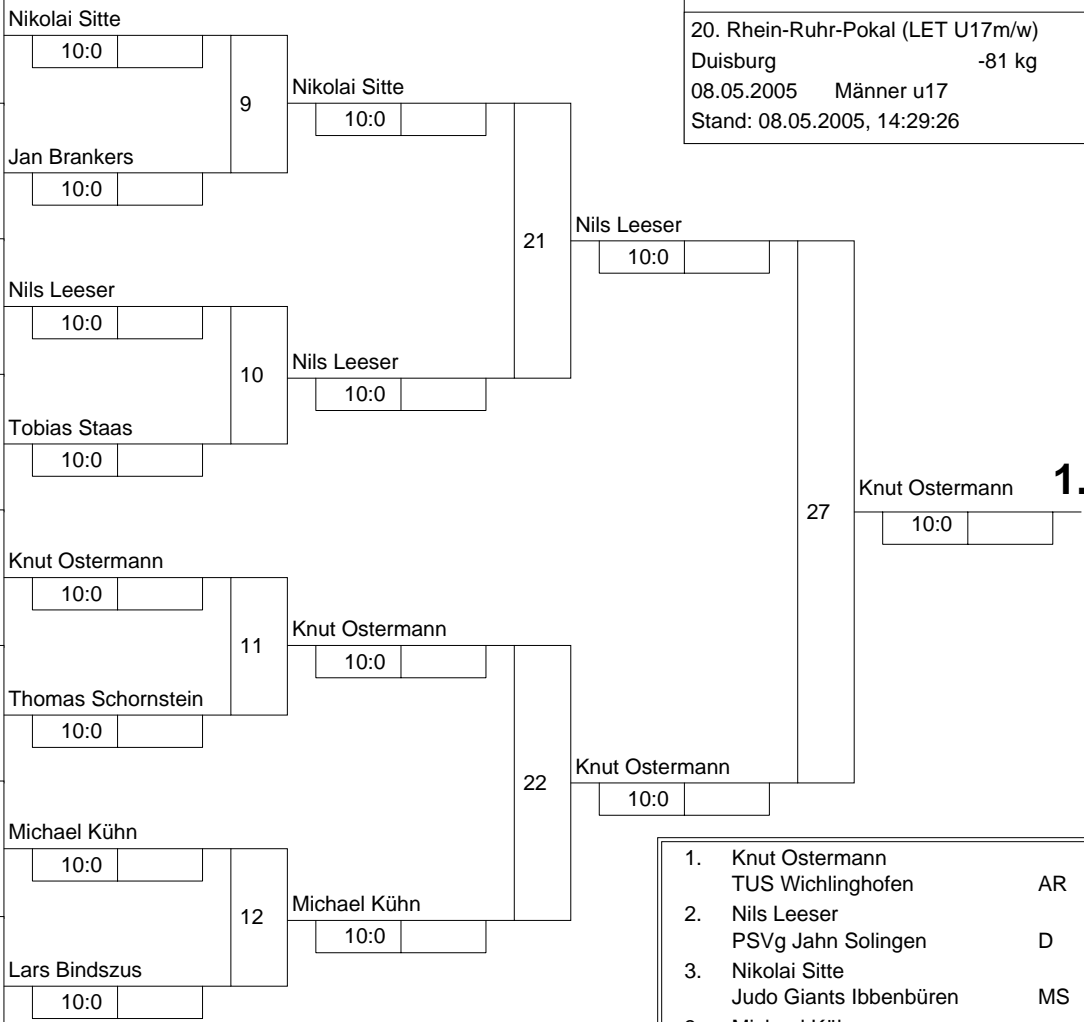 20. Rhein-Ruhr-Pokal (LET U17m/w)
Duisburg -81 kg
08.05.2005 Männer u17
Stand: 08.05.2005, 14:29:26
Nikolai Sitte
10:0
9
Jan Brankers
10:0
Nikolai Sitte
10:0
21
Nils Leeser
10:0
10
Tobias Staas
10:0
Nils Leeser
10:0
Nils Leeser
10:0
27
Knut Ostermann 1.
10:0
Knut Ostermann
10:0
11
Thomas Schornstein
10:0
Knut Ostermann
10:0
22
Knut Ostermann
10:0
Michael Kühn
10:0
12
Lars Bindszus
10:0
Michael Kühn
10:0
1. Knut Ostermann
TUS Wichlinghofen AR
2. Nils Leeser
PSVg Jahn Solingen D
3. Nikolai Sitte
Judo Giants Ibbenbüren MS